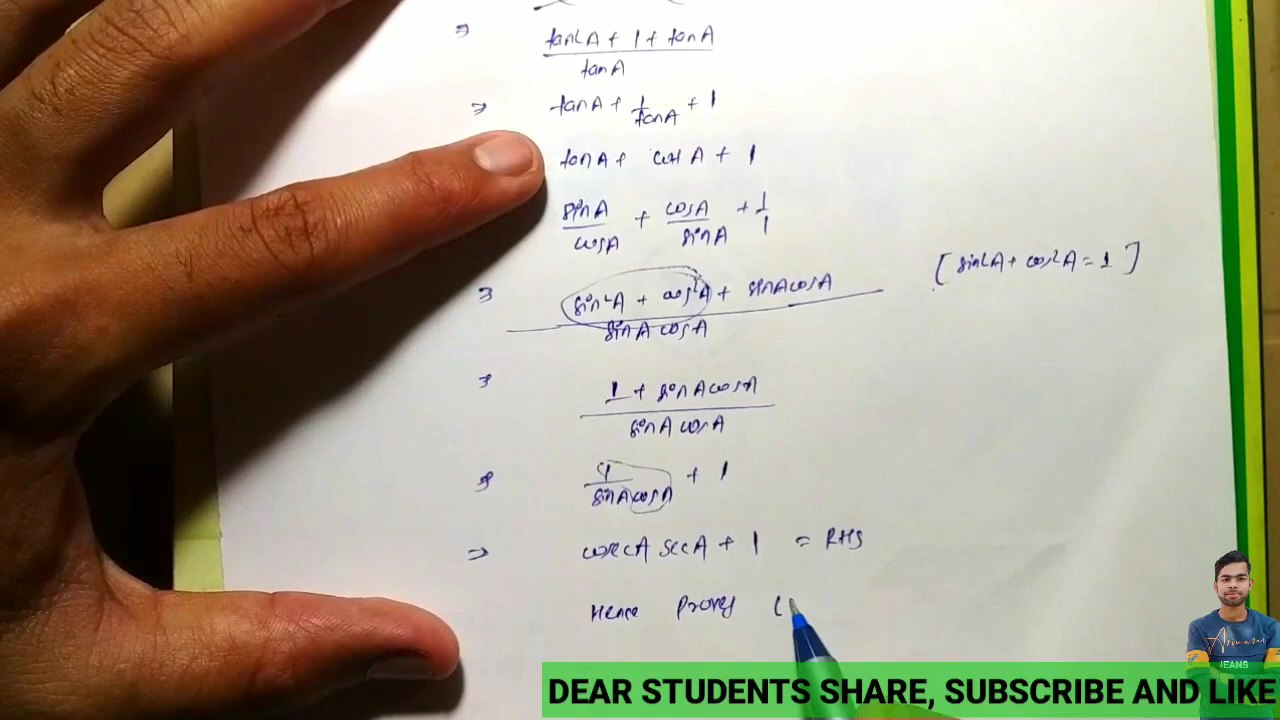 ⇒ tan²A + 1 + tanA
tanA
⇒ tanA + 1/tanA + 1
tanA + cot A + 1
sinA/cosA + cosA/sinA + 1/1
⇒ sin²A + cos²A + sinAcosA [sin²A + cos²A = 1]
sinA cosA
⇒ 1 + sinAcosA
sinA cosA
⇒ 1/sinAcosA + 1
⇒ cosecA secA + 1 = RHS
Hence Proved (
JEANS
DEAR STUDENTS SHARE, SUBSCRIBE AND LIKE